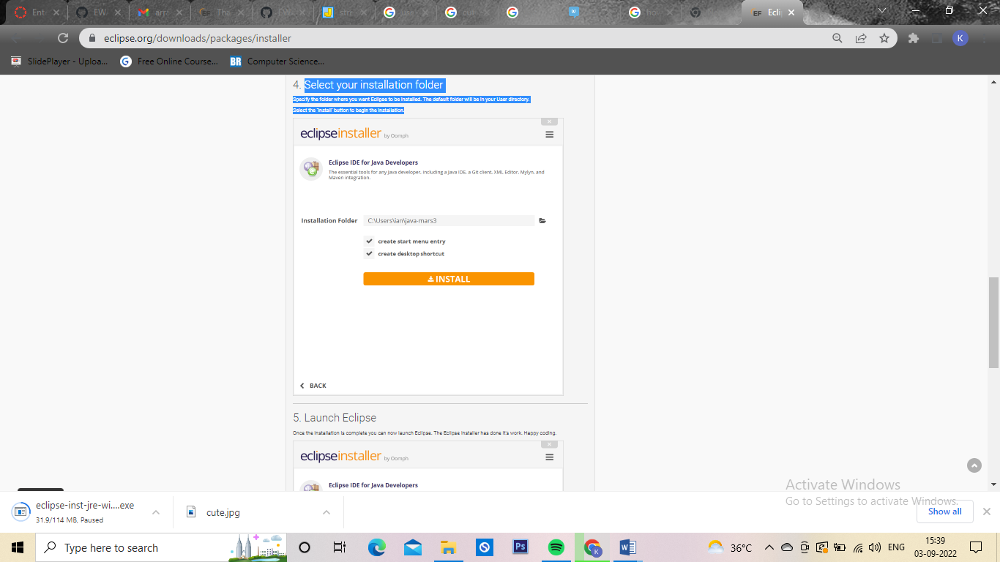 Ent
EW
arra
Tha
EW
stri
use
cut
ho
EF Ecli
eclipse.org/downloads/packages/installer
K
SlidePlayer - Uploa...
Free Online Course...
BR Computer Science...
4. Select your installation folder
Specify the folder where you want Eclipse to be installed. The default folder will be in your User directory.
Select the 'Install' button to begin the installation.
eclipseinstaller by Oomph
Eclipse IDE for Java Developers
The essential tools for any Java developer, including a Java IDE, a Git client, XML Editor, Mylyn, and
Maven integration.
Installation Folder C:\Users\ian\java-mars3
create start menu entry
create desktop shortcut
INSTALL
BACK
5. Launch Eclipse
Once the installation is complete you can now launch Eclipse. The Eclipse Installer has done it's work. Happy coding.
eclipseinstaller by Oomph
Eclipse IDE for Java Developers
Activate Windows
Go to Settings to activate Windows.
eclipse-inst-jre-wi....exe
31.9/114 MB, Paused
cute.jpg
Show all
Type here to search
Ps
K
W
36°C
ENG
15:39
03-09-2022